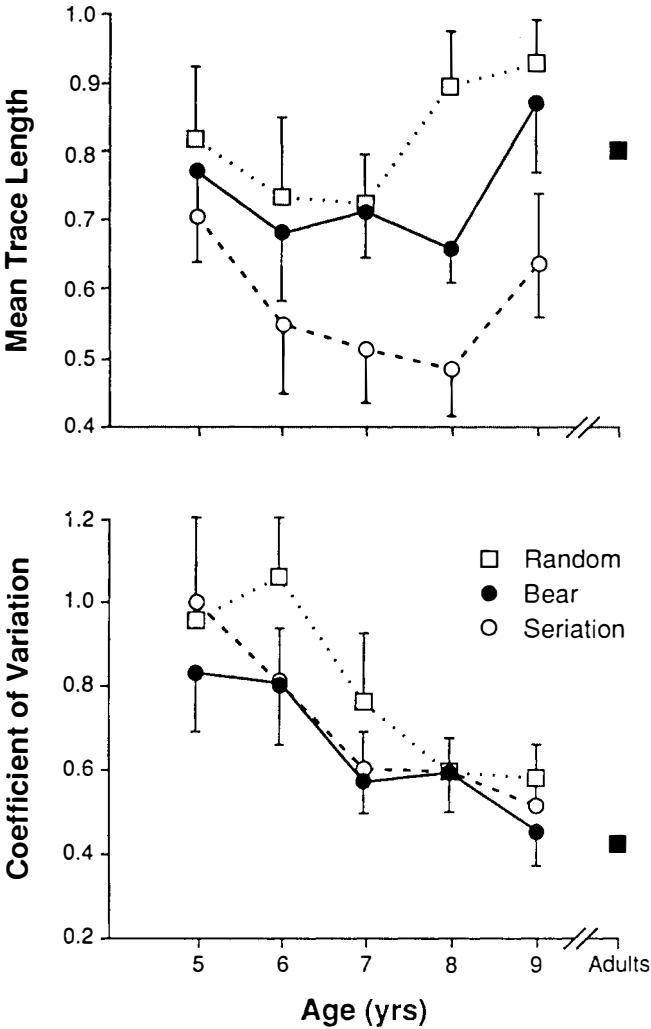 Mean Trace Length
1.0
0.9
0.8
0.7
0.6
0.5
0.4
Coefficient of Variation
1.2
1.0
0.8
0.6
0.4
0.2
Random
Bear
Seriation
5 6 7 8 9 Adults
Age (yrs)